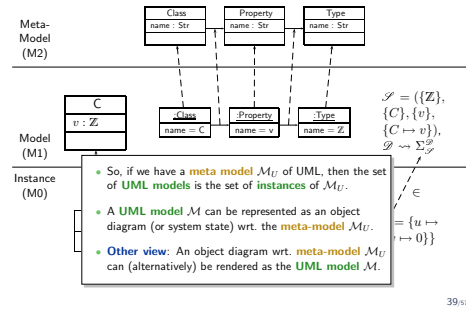 Meta-
Model
(M2)
Class
name : Str
Property
name : Str
Type
name : Str
Model
(M1)
C
v : ℤ
:Class
name = C
:Property
name = v
:Type
name = ℤ
𝒮 = ({ℤ},
{C}, {v},
{C ↦ v}),
𝒟 ⇝ Σ𝒮𝒟
Instance
(M0)
∈
= {u ↦
↦ 0}}
• So, if we have a meta model ℳU of UML, then the set
of UML models is the set of instances of ℳU.
• A UML model ℳ can be represented as an object
diagram (or system state) wrt. the meta-model ℳU.
• Other view: An object diagram wrt. meta-model ℳU
can (alternatively) be rendered as the UML model ℳ.